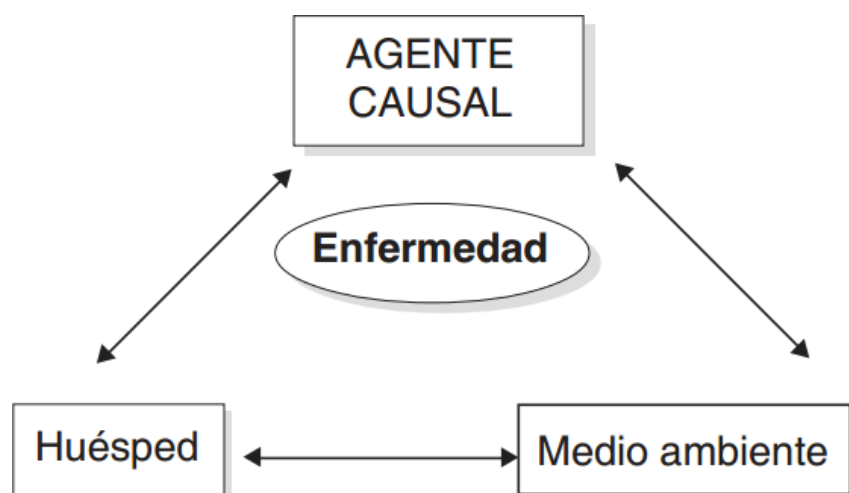 AGENTE
CAUSAL
Enfermedad
Huésped
Medio ambiente